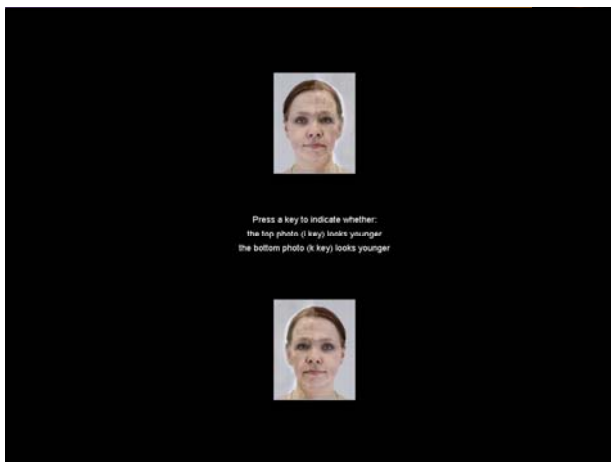 Press a key to indicate whether:
the top photo (i key) looks younger
the bottom photo (k key) looks younger